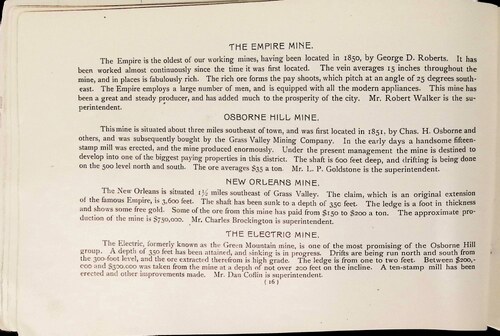 THE EMPIRE MINE.
The Empire is the oldest of our working mines, having been located in 1850, by George D. Roberts. It has
been worked almost continuously since the time it was first located. The vein averages 15 inches throughout the
mine, and in places is fabulously rich. The rich ore forms the pay shoots, which pitch at an angle of 25 degrees south-
east. The Empire employs a large number of men, and is equipped with all the modern appliances. This mine has
been a great and steady producer, and has added much to the prosperity of the city. Mr. Robert Walker is the su-
perintendent.
OSBORNE HILL MINE.
This mine is situated about three miles southeast of town, and was first located in 1851, by Chas. H. Osborne and
others, and was subsequently bought by the Grass Valley Mining Company. In the early days a handsome fifteen-
stamp mill was erected, and the mine produced enormously. Under the present management the mine is destined to
develop into one of the biggest paying properties in this district. The shaft is 600 feet deep, and drifting is being done
on the 500 level north and south. The ore averages $35 a ton. Mr. L. P. Goldstone is the superintendent.
NEW ORLEANS MINE.
The New Orleans is situated 1½ miles southeast of Grass Valley. The claim, which is an original extension
of the famous Empire, is 3,600 feet. The shaft has been sunk to a depth of 350 feet. The ledge is a foot in thickness
and shows some free gold. Some of the ore from this mine has paid from $150 to $200 a ton. The approximate pro-
duction of the mine is $750,000. Mr. Charles Brockington is superintendent.
THE ELECTRIC MINE.
The Electric, formerly known as the Green Mountain mine, is one of the most promising of the Osborne Hill
group. A depth of 350 feet has been attained, and sinking is in progress. Drifts are being run north and south from
the 300-foot level, and the ore extracted therefrom is high grade. The ledge is from one to two feet. Between $200,-
000 and $300,000 was taken from the mine at a depth of not over 200 feet on the incline. A ten-stamp mill has been
erected and other improvements made. Mr. Dan Coffin is superintendent.
(16)